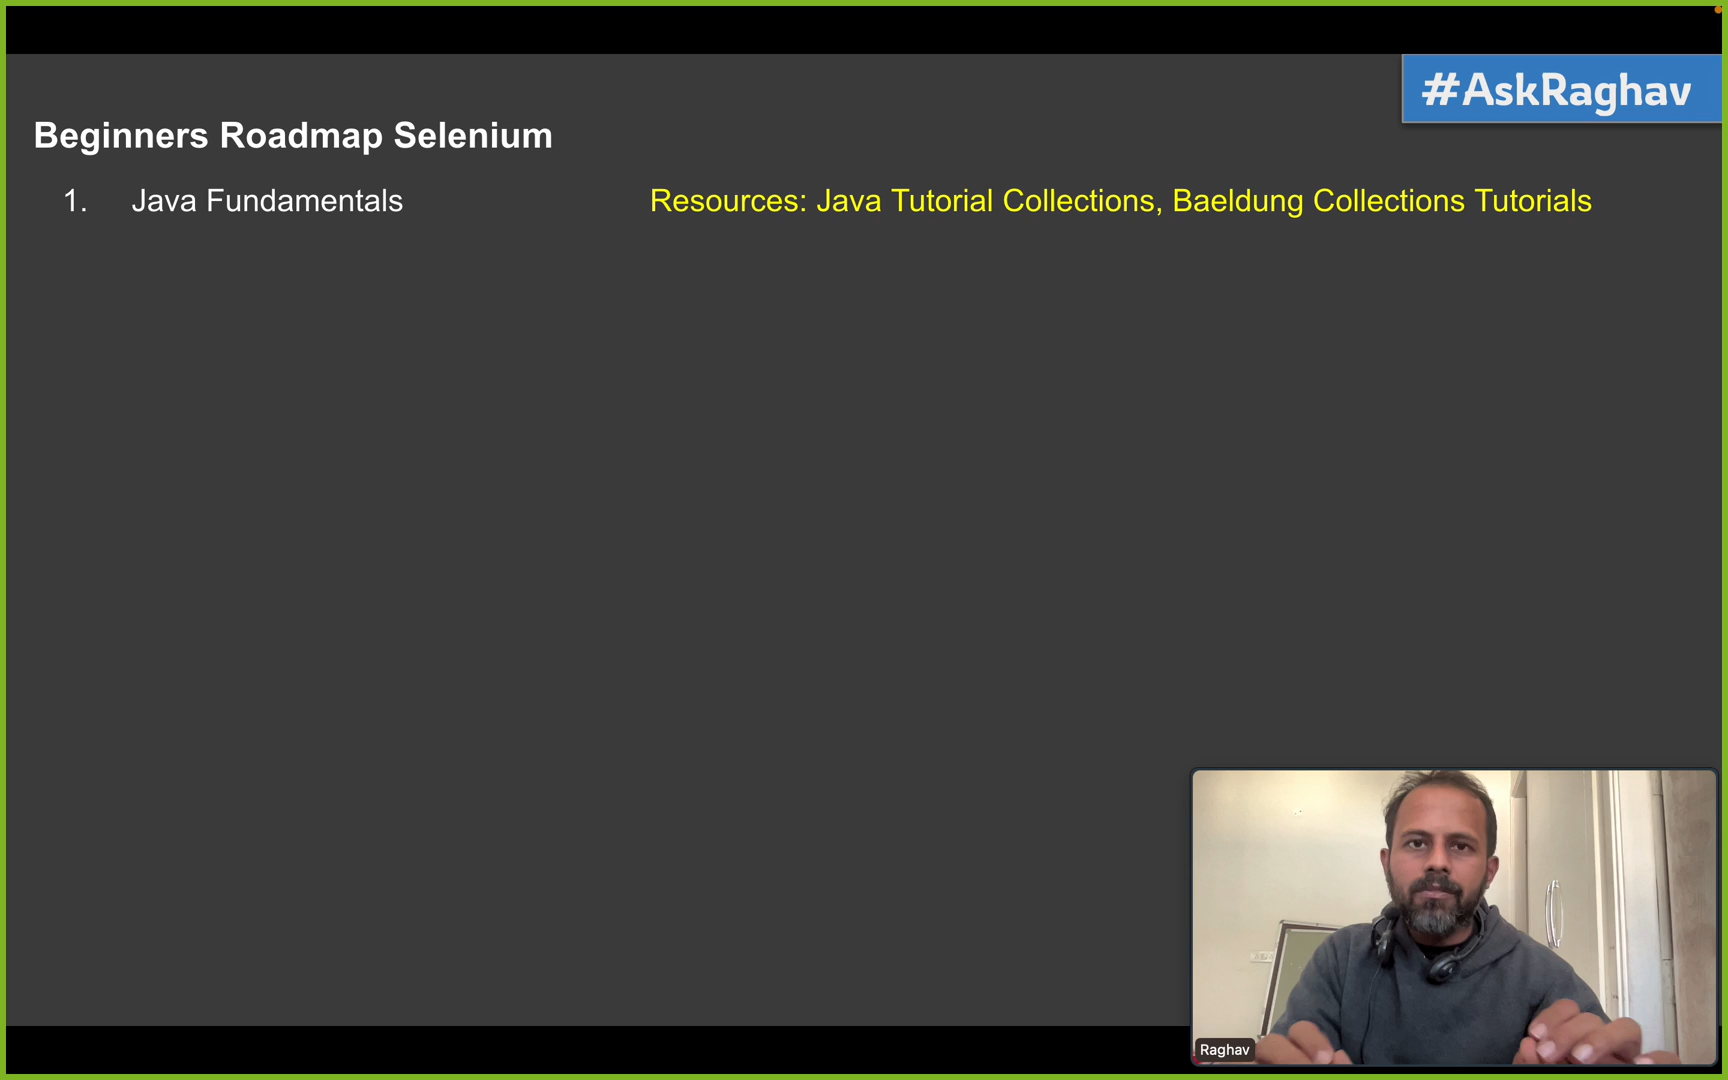 #AskRaghav
Beginners Roadmap Selenium
1. Java Fundamentals Resources: Java Tutorial Collections, Baeldung Collections Tutorials
Raghav